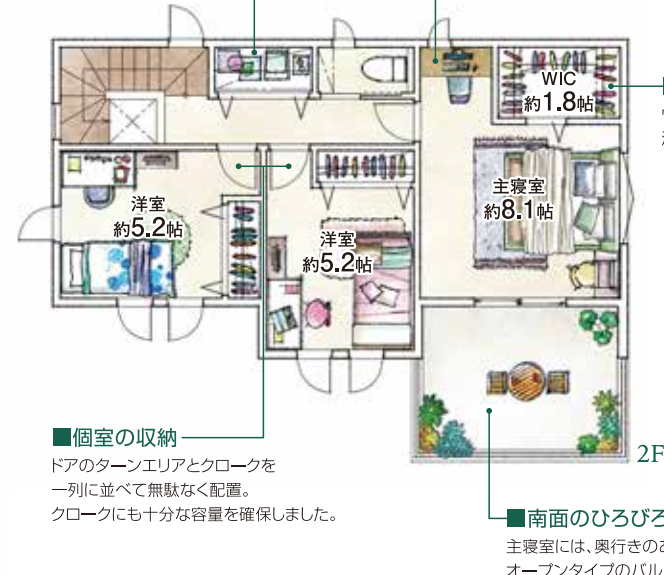 WIC
約1.8帖
主寝室
約8.1帖
洋室
約5.2帖
洋室
約5.2帖
■個室の収納
ドアのターンエリアとクロークを
一列に並べて無駄なく配置。
クロークにも十分な容量を確保しました。
2F
■南面のひろびろ
主寝室には、奥行きのあ
オープンタイプのバル